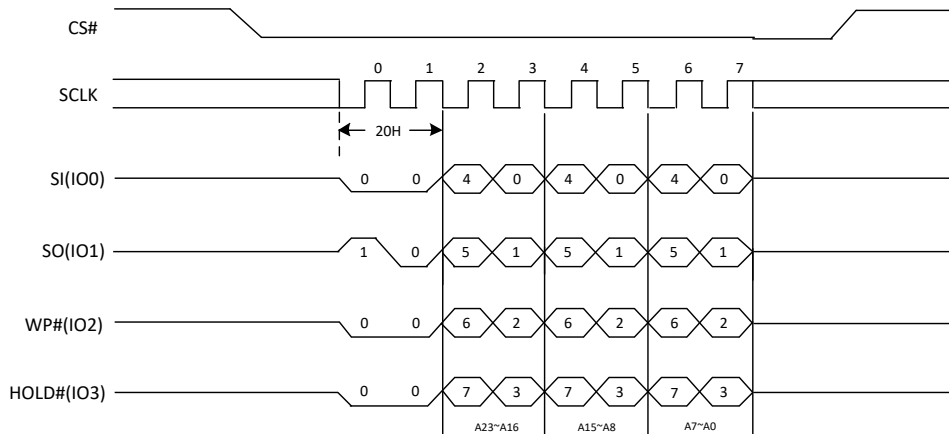 CS#
0 1 2 3 4 5 6 7
SCLK
20H
SI(IO0) 0 0 4 0 4 0 4 0
SO(IO1) 1 0 5 1 5 1 5 1
WP#(IO2) 0 0 6 2 6 2 6 2
HOLD#(IO3) 0 0 7 3 7 3 7 3
A23~A16 A15~A8 A7~A0